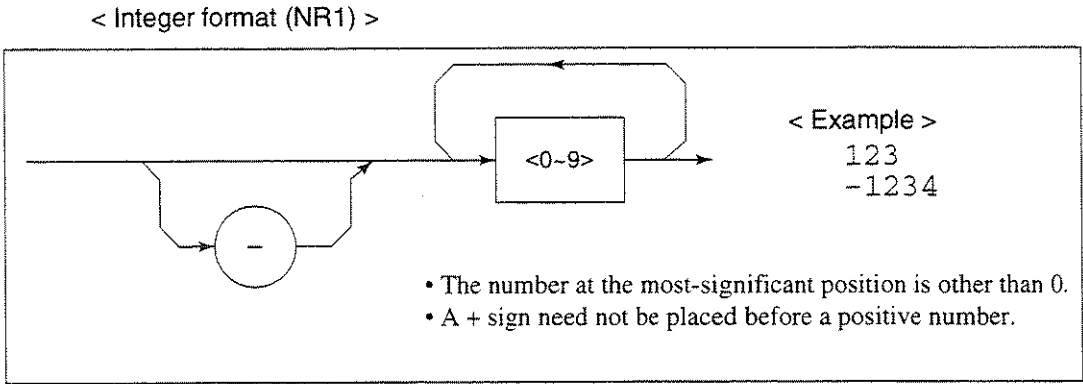 < Integer format (NR1) >
<0~9>
–
< Example >
123
-1234
• The number at the most-significant position is other than 0.
• A + sign need not be placed before a positive number.